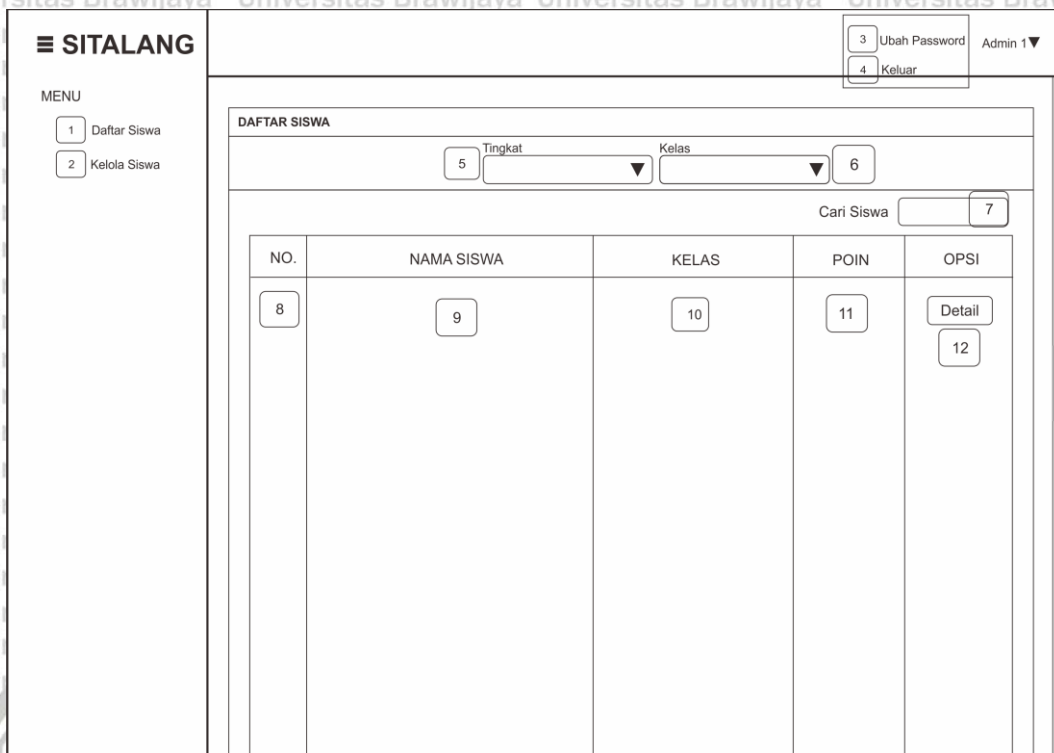 Universitas Brawijaya Universitas Brawijaya Universitas Brawijaya
≡ SITALANG
3 Ubah Password
Admin 1▼
4 Keluar
MENU
1 Daftar Siswa
2 Kelola Siswa
DAFTAR SISWA
Tingkat Kelas
5 ▼ ▼ 6
Cari Siswa 7
NO. NAMA SISWA KELAS POIN OPSI
8 9 10 11 Detail
12